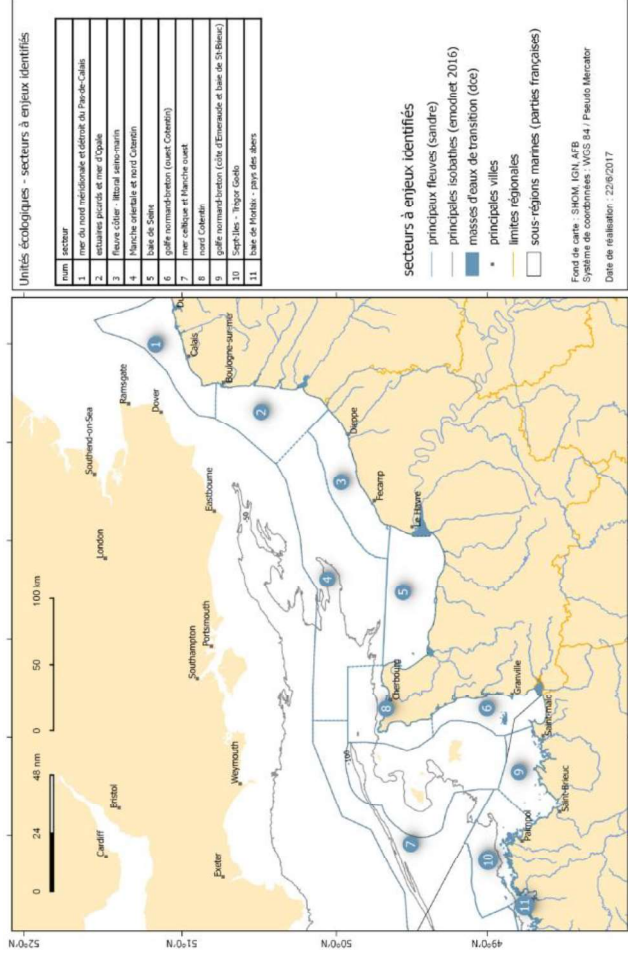 Unités écologiques - secteurs à enjeux identifiés
num secteur
1 mer du nord méridionale et détroit du Pas-de-Calais
2 estuaires picards et mer d'Opale
3 fleuve côtier - littoral seino-marin
4 Manche orientale et nord Cotentin
5 baie de Seine
6 golfe normand-breton (ouest Cotentin)
7 mer celtique et Manche ouest
8 nord Cotentin
9 golfe normand-breton (côte d'Emeraude et baie de St-Brieuc)
10 Sept-Iles - Trégor Goëlo
11 baie de Morlaix - pays des abers
secteurs à enjeux identifiés
principaux fleuves (sandre)
principales isobathes (emodnet 2016)
masses d'eaux de transition (dce)
principales villes
limites régionales
sous-régions marines (parties françaises)
Fond de carte : SHOM, IGN, AFB
Système de coordonnées : WGS 84 / Pseudo Mercator
Date de réalisation : 22/6/2017
52°0'N
51°0'N
50°0'N
49°0'N
0 24 48 nm
0 50 100 km
Cardiff
Bristol
Exeter
Weymouth
Southampton
Portsmouth
London
Southend-on-Sea
Ramsgate
Dover
Eastbourne
Calais
Boulogne-sur-mer
Dieppe
Fecamp
Le Havre
Cherbourg
Granville
Saint-malo
Saint-Brieuc
Paimpol
-50
-100
1
2
3
4
5
6
7
8
9
10
11